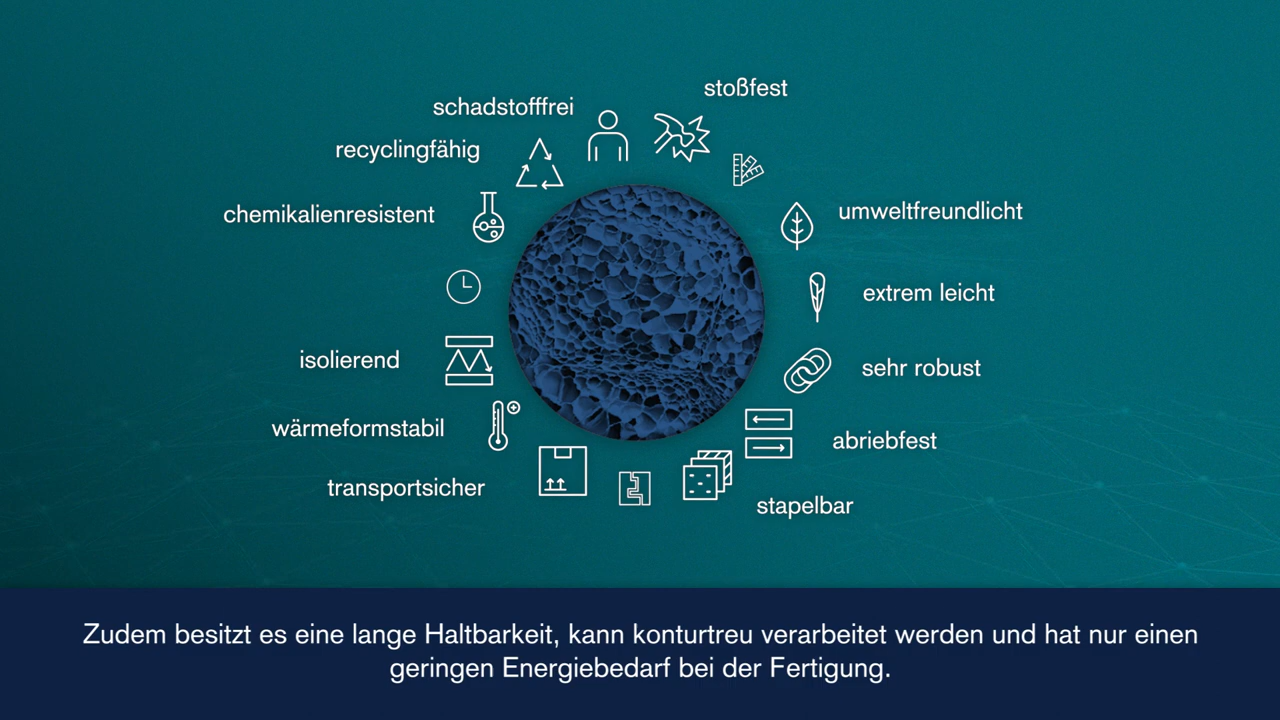 stoßfest
schadstofffrei
recyclingfähig
chemikalienresistent
umweltfreundlicht
extrem leicht
isolierend
sehr robust
wärmeformstabil
abriebfest
transportsicher
stapelbar
Zudem besitzt es eine lange Haltbarkeit, kann konturtreu verarbeitet werden und hat nur einen
geringen Energiebedarf bei der Fertigung.